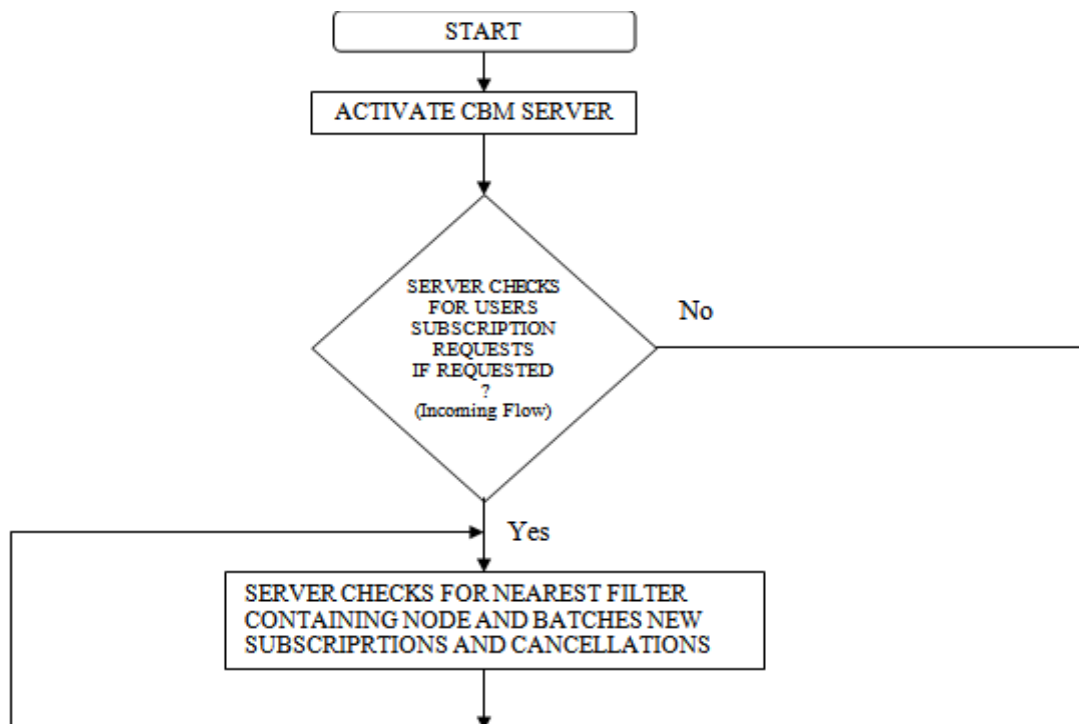 START
ACTIVATE CBM SERVER
SERVER CHECKS
FOR USERS
SUBSCRIPTION
REQUESTS
IF REQUESTED
?
(Incoming Flow)
No
Yes
SERVER CHECKS FOR NEAREST FILTER
CONTAINING NODE AND BATCHES NEW
SUBSCRIPRTIONS AND CANCELLATIONS